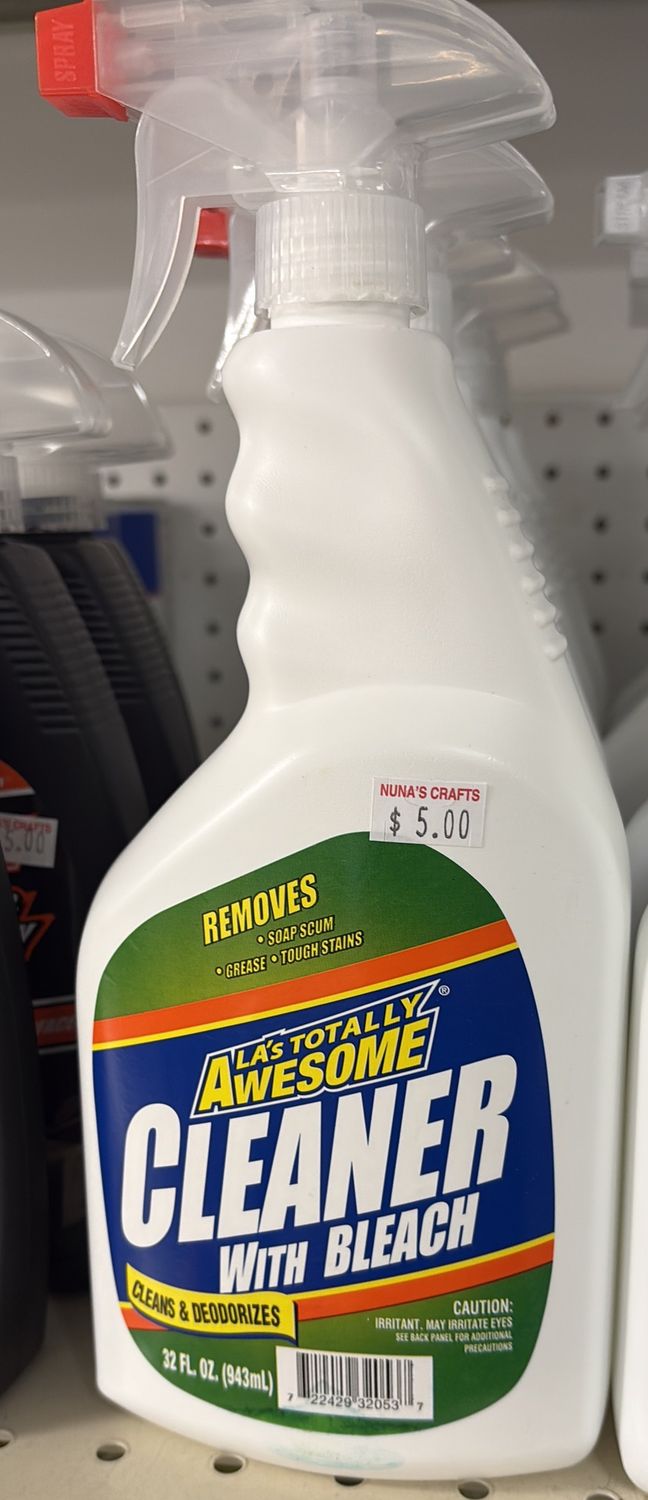 SPRAY
NUNA'S CRAFTS
$ 5.00
REMOVES
• SOAP SCUM
• GREASE • TOUGH STAINS
LA'S TOTALLY ®
AWESOME
CLEANER
WITH BLEACH
CLEANS & DEODORIZES
CAUTION:
IRRITANT. MAY IRRITATE EYES
SEE BACK PANEL FOR ADDITIONAL
PRECAUTIONS
32 FL. OZ. (943mL)
7 22429 32053 7
5.00